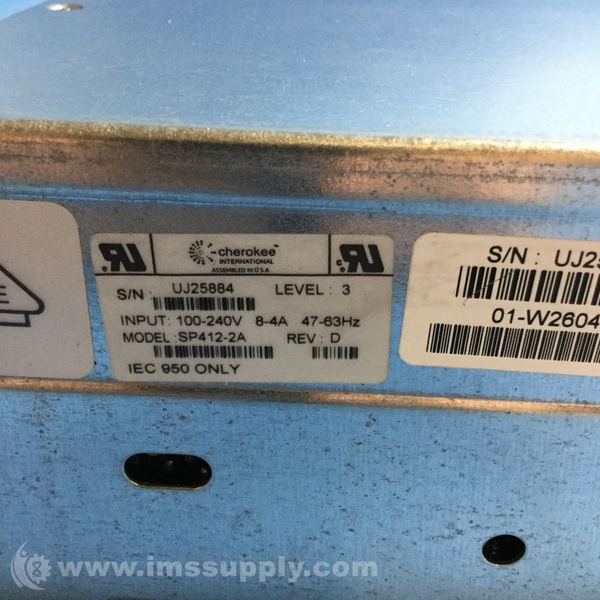 cherokee
INTERNATIONAL
ASSEMBLED IN U.S.A
S/N: UJ25884 LEVEL: 3
INPUT: 100-240V 8-4A 47-63Hz
MODEL: SP412-2A REV: D
IEC 950 ONLY
S/N: UJ25
01-W2604
E
www.imssupply.com